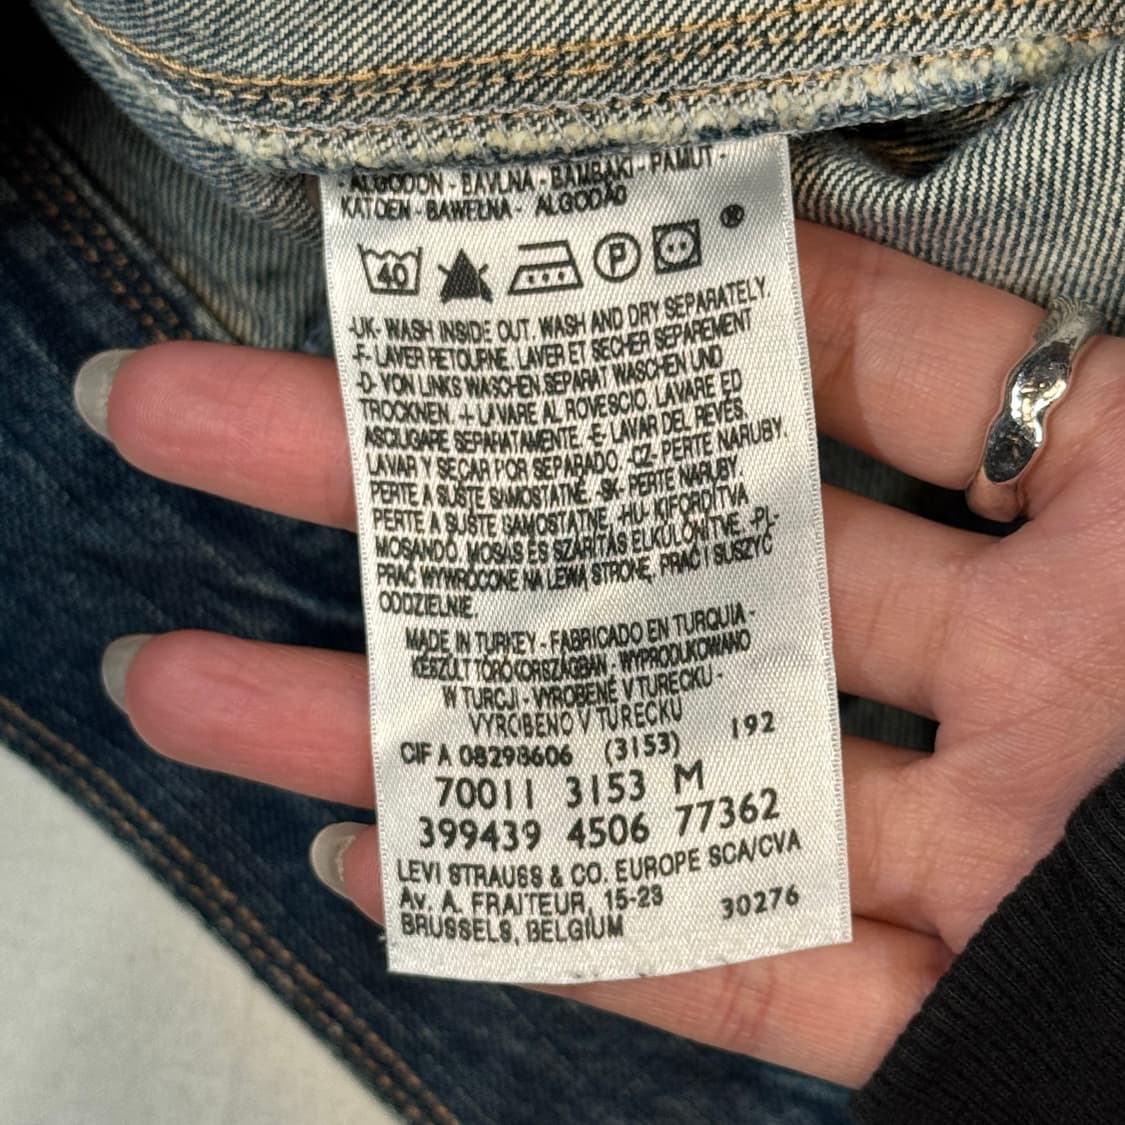 - ALGODON - BAVLNA - BAMBAKI - PAMUT -
KATOEN - BAWEŁNA - ALGODÃO
40 P ®
-UK- WASH INSIDE OUT. WASH AND DRY SEPARATELY.
-F- LAVER RETOURNE, LAVER ET SECHER SEPAREMENT
-D- VON LINKS WASCHEN SEPARAT WASCHEN UND
TROCKNEN. -I- LAVARE AL ROVESCIO, LAVARE ED
ASCIUGARE SEPARATAMENTE. -E- LAVAR DEL REVES.
LAVAR Y SECAR POR SEPARADO. -CZ- PERTE NARUBY.
PERTE A SUŠTE SAMOSTATNĚ. -SK- PERTE NARUBY.
PERTE A SUŠTE SAMOSTATNE. -HU- KIFORDÍTVA
MOSANDÓ. MOSÁS ÉS SZÁRÍTÁS ELKÜLÖNÍTVE. -PL-
PRAĆ WYWRÓCONE NA LEWĄ STRONĘ, PRAĆ I SUSZYĆ
ODDZIELNIE.
MADE IN TURKEY - FABRICADO EN TURQUIA -
KÉSZÜLT TÖRÖKORSZÁGBAN - WYPRODUKOWANO
W TURCJI - VYROBENÉ V TURECKU -
VYROBENO V TURECKU 192
CIF A 08298606 (3153)
70011 3153 M
399439 4506 77362
LEVI STRAUSS & CO. EUROPE SCA/CVA
Av. A. FRAITEUR, 15-23 30276
BRUSSELS, BELGIUM